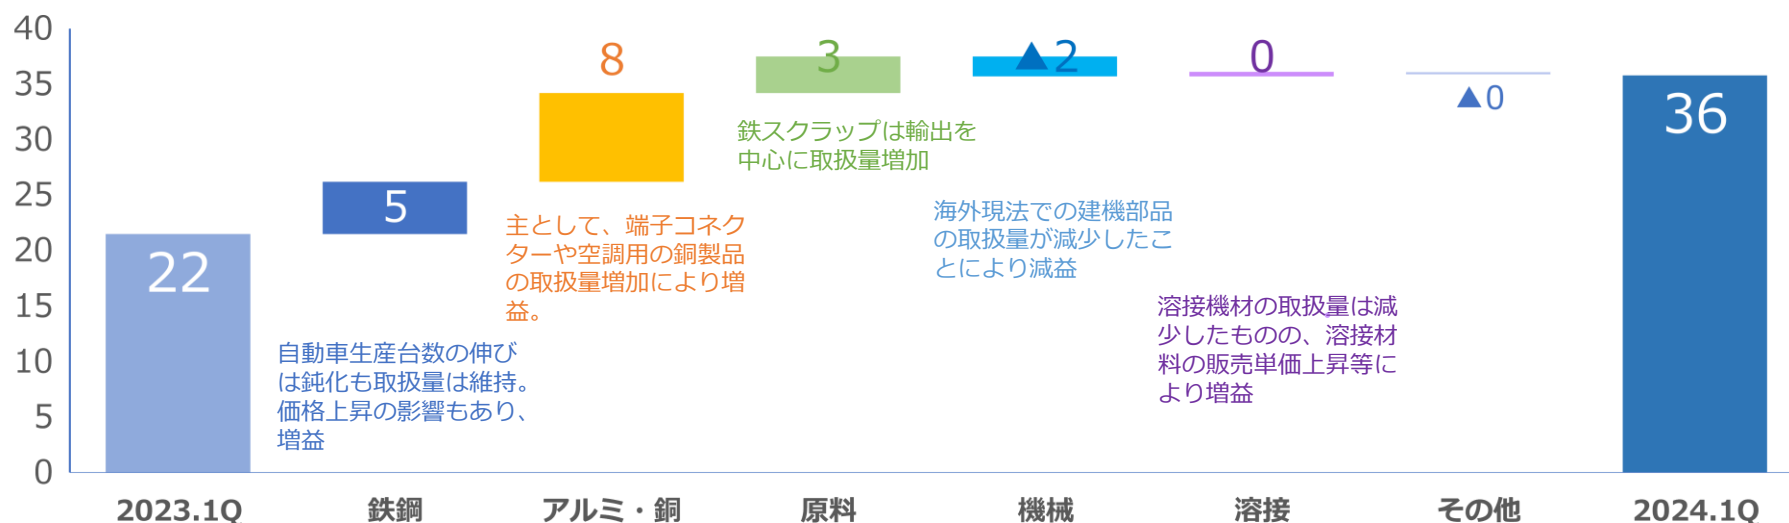 40
35
30
25
20
15
10
5
0
22
5
8
3
▲2
0
▲0
36
自動車生産台数の伸び
は鈍化も取扱量は維持。
価格上昇の影響もあり、
増益
主として、端子コネク
ターや空調用の銅製品
の取扱量増加により増
益。
鉄スクラップは輸出を
中心に取扱量増加
海外現法での建機部品
の取扱量が減少したこ
とにより減益
溶接機材の取扱量は減
少したものの、溶接材
料の販売単価上昇等に
より増益
2023.1Q
鉄鋼
アルミ・銅
原料
機械
溶接
その他
2024.1Q